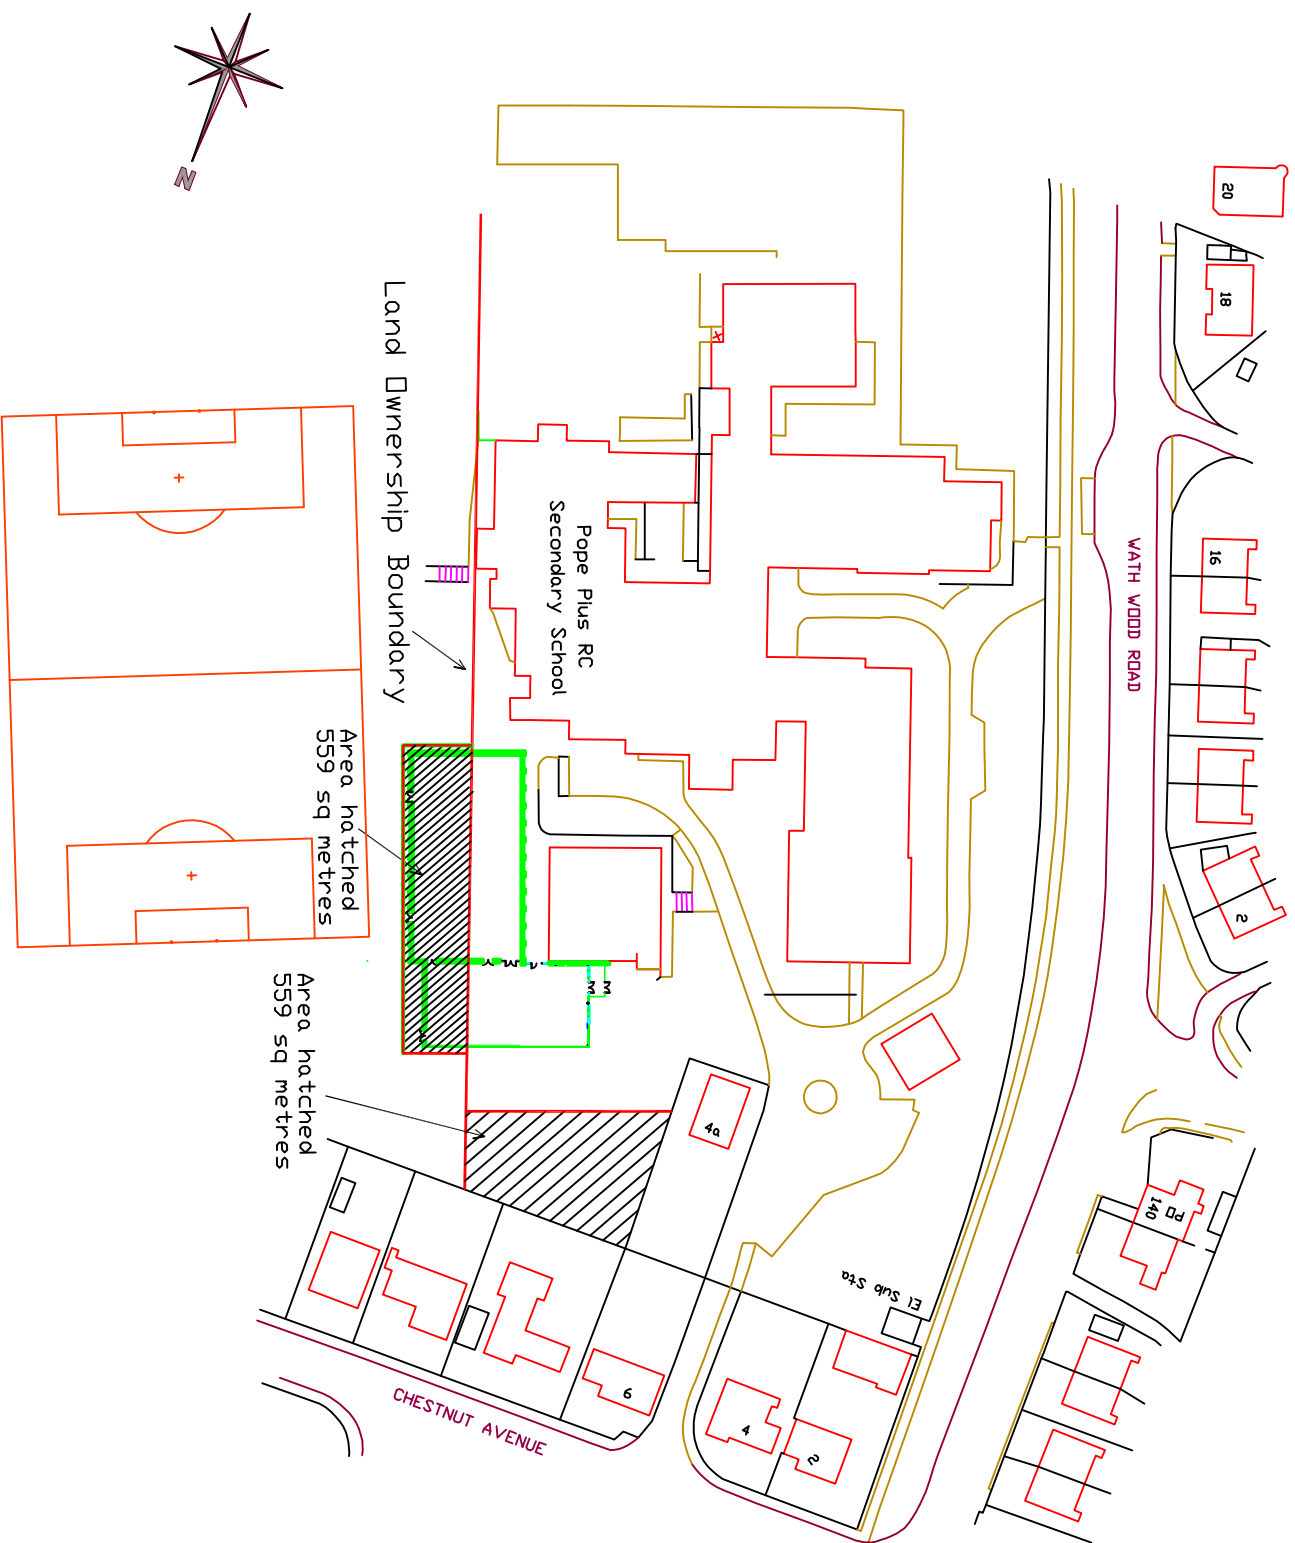 N
20
18
16
2
WATH WOOD ROAD
Land Ownership Boundary
Pope Pius RC
Secondary School
Area hatched
559 sq metres
Area hatched
559 sq metres
4a
PO
140
El Sub Sta
6
4
2
CHESTNUT AVENUE